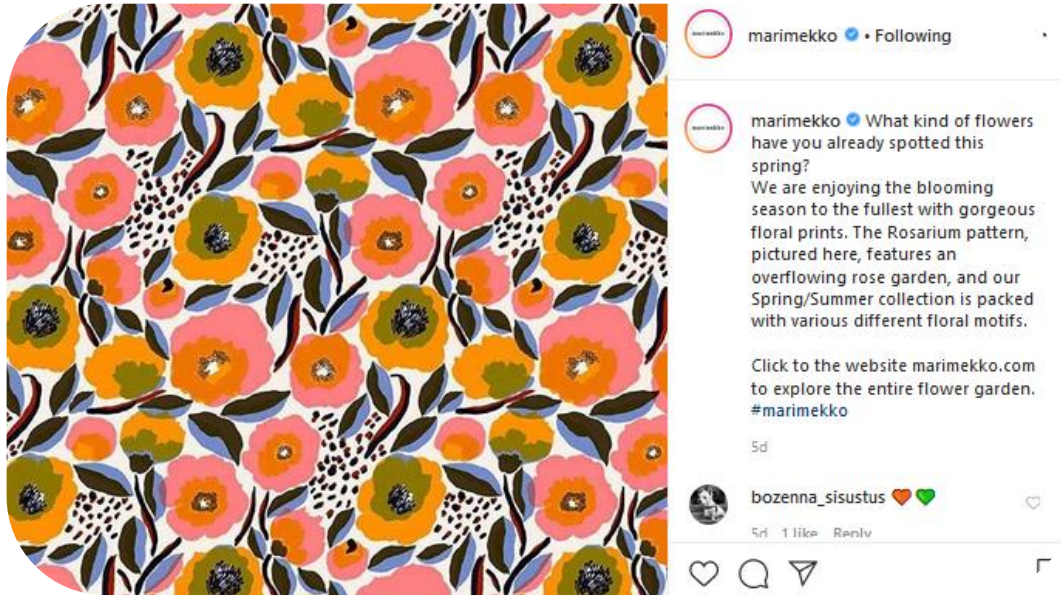 marimekko • Following
marimekko What kind of flowers
have you already spotted this
spring?
We are enjoying the blooming
season to the fullest with gorgeous
floral prints. The Rosarium pattern,
pictured here, features an
overflowing rose garden, and our
Spring/Summer collection is packed
with various different floral motifs.
Click to the website marimekko.com
to explore the entire flower garden.
#marimekko
5d
bozenna_sisustus 🧡💚
5d 1 like Reply